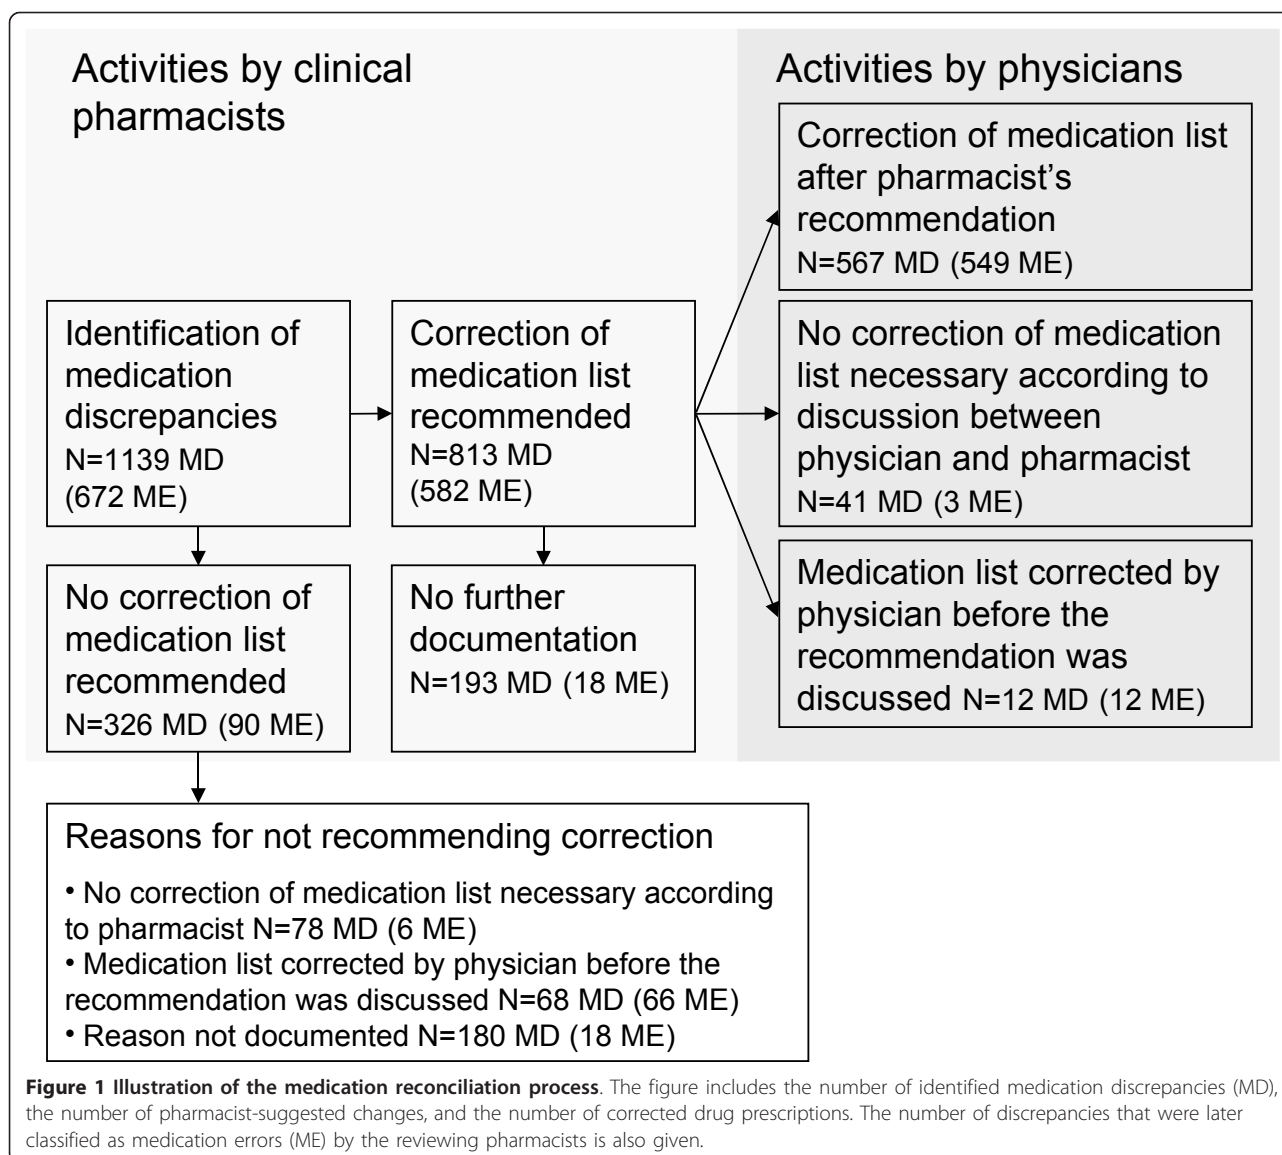 Activities by clinical
pharmacists
Activities by physicians
Correction of medication list
after pharmacist’s
recommendation
N=567 MD (549 ME)
Identification of
medication
discrepancies
N=1139 MD
(672 ME)
Correction of
medication list
recommended
N=813 MD
(582 ME)
No correction of medication
list necessary according to
discussion between
physician and pharmacist
N=41 MD (3 ME)
No correction of
medication list
recommended
N=326 MD (90 ME)
No further
documentation
N=193 MD (18 ME)
Medication list corrected by
physician before the
recommendation was
discussed N=12 MD (12 ME)
Reasons for not recommending correction
• No correction of medication list necessary according
to pharmacist N=78 MD (6 ME)
• Medication list corrected by physician before the
recommendation was discussed N=68 MD (66 ME)
• Reason not documented N=180 MD (18 ME)
Figure 1 Illustration of the medication reconciliation process. The figure includes the number of identified medication discrepancies (MD),
the number of pharmacist-suggested changes, and the number of corrected drug prescriptions. The number of discrepancies that were later
classified as medication errors (ME) by the reviewing pharmacists is also given.